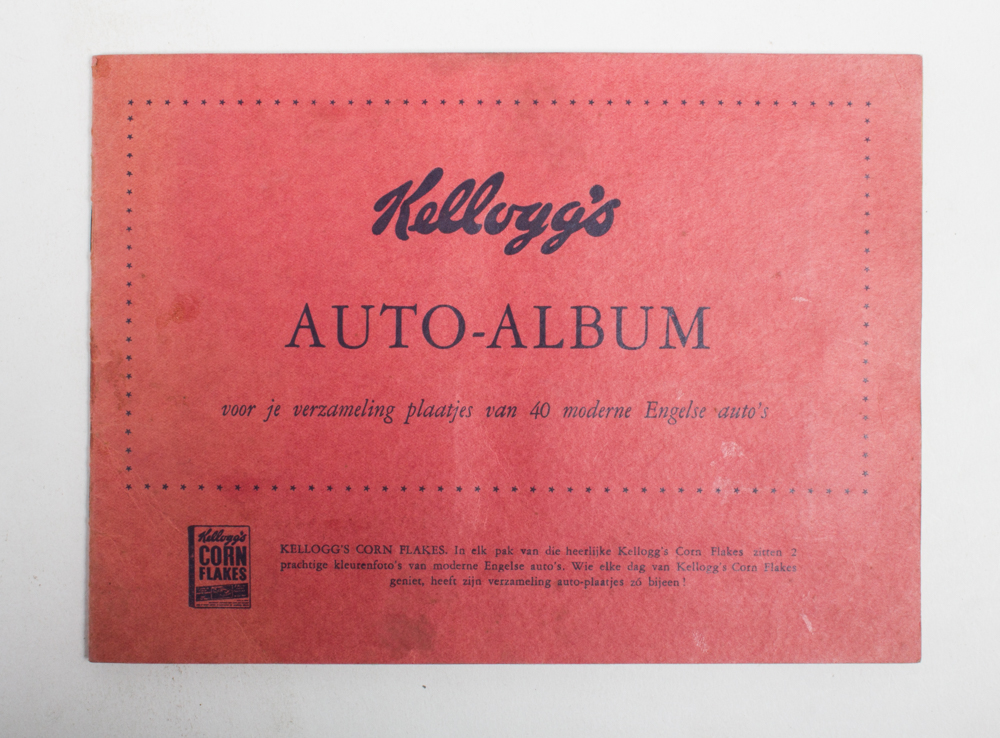 Kellogg's
AUTO-ALBUM
voor je verzameling plaatjes van 40 moderne Engelse auto's
Kellogg's
CORN
FLAKES
KELLOGG'S CORN FLAKES. In elk pak van die heerlijke Kellogg's Corn Flakes zitten 2
prachtige kleurenfoto's van moderne Engelse auto's. Wie elke dag van Kellogg's Corn Flakes
geniet, heeft zijn verzameling auto-plaatjes zó bijeen!